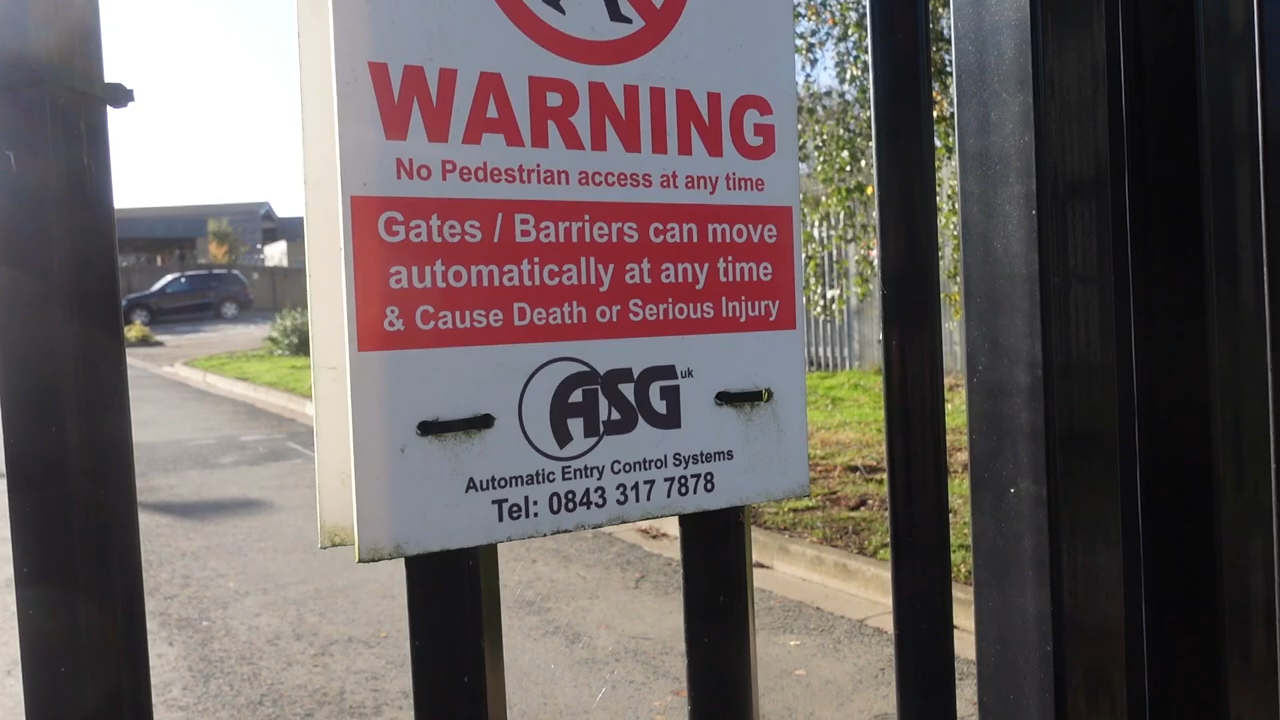 WARNING
No Pedestrian access at any time
Gates / Barriers can move
automatically at any time
& Cause Death or Serious Injury
ASG uk
Automatic Entry Control Systems
Tel: 0843 317 7878